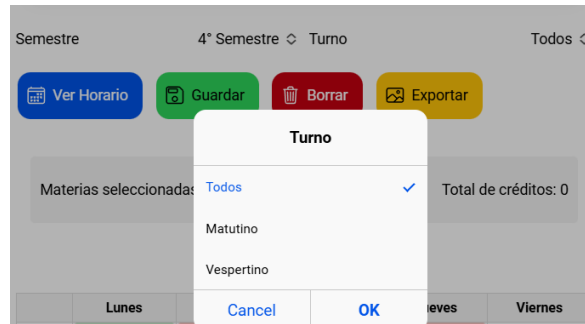 Semestre 4° Semestre Turno Todos
Ver Horario Guardar Borrar Exportar
Turno
Materias seleccionadas Total de créditos: 0
Todos
Matutino
Vespertino
Cancel OK
Lunes eves Viernes